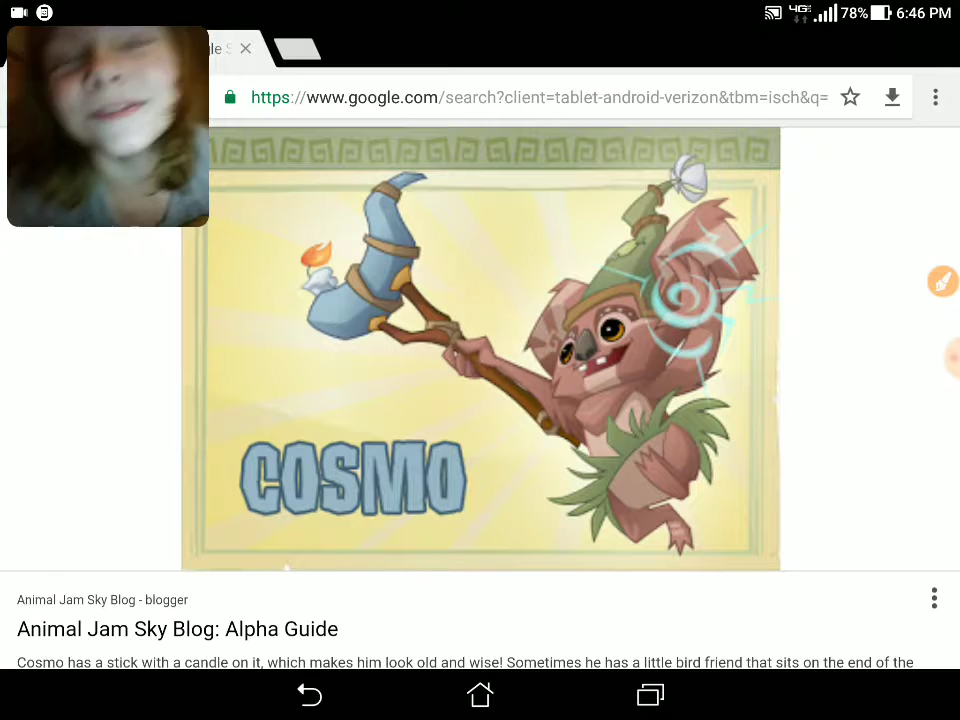 4G 78% 6:46 PM
le S
https://www.google.com/search?client=tablet-android-verizon&tbm=isch&q=
COSMO
Animal Jam Sky Blog - blogger
Animal Jam Sky Blog: Alpha Guide
Cosmo has a stick with a candle on it, which makes him look old and wise! Sometimes he has a little bird friend that sits on the end of the